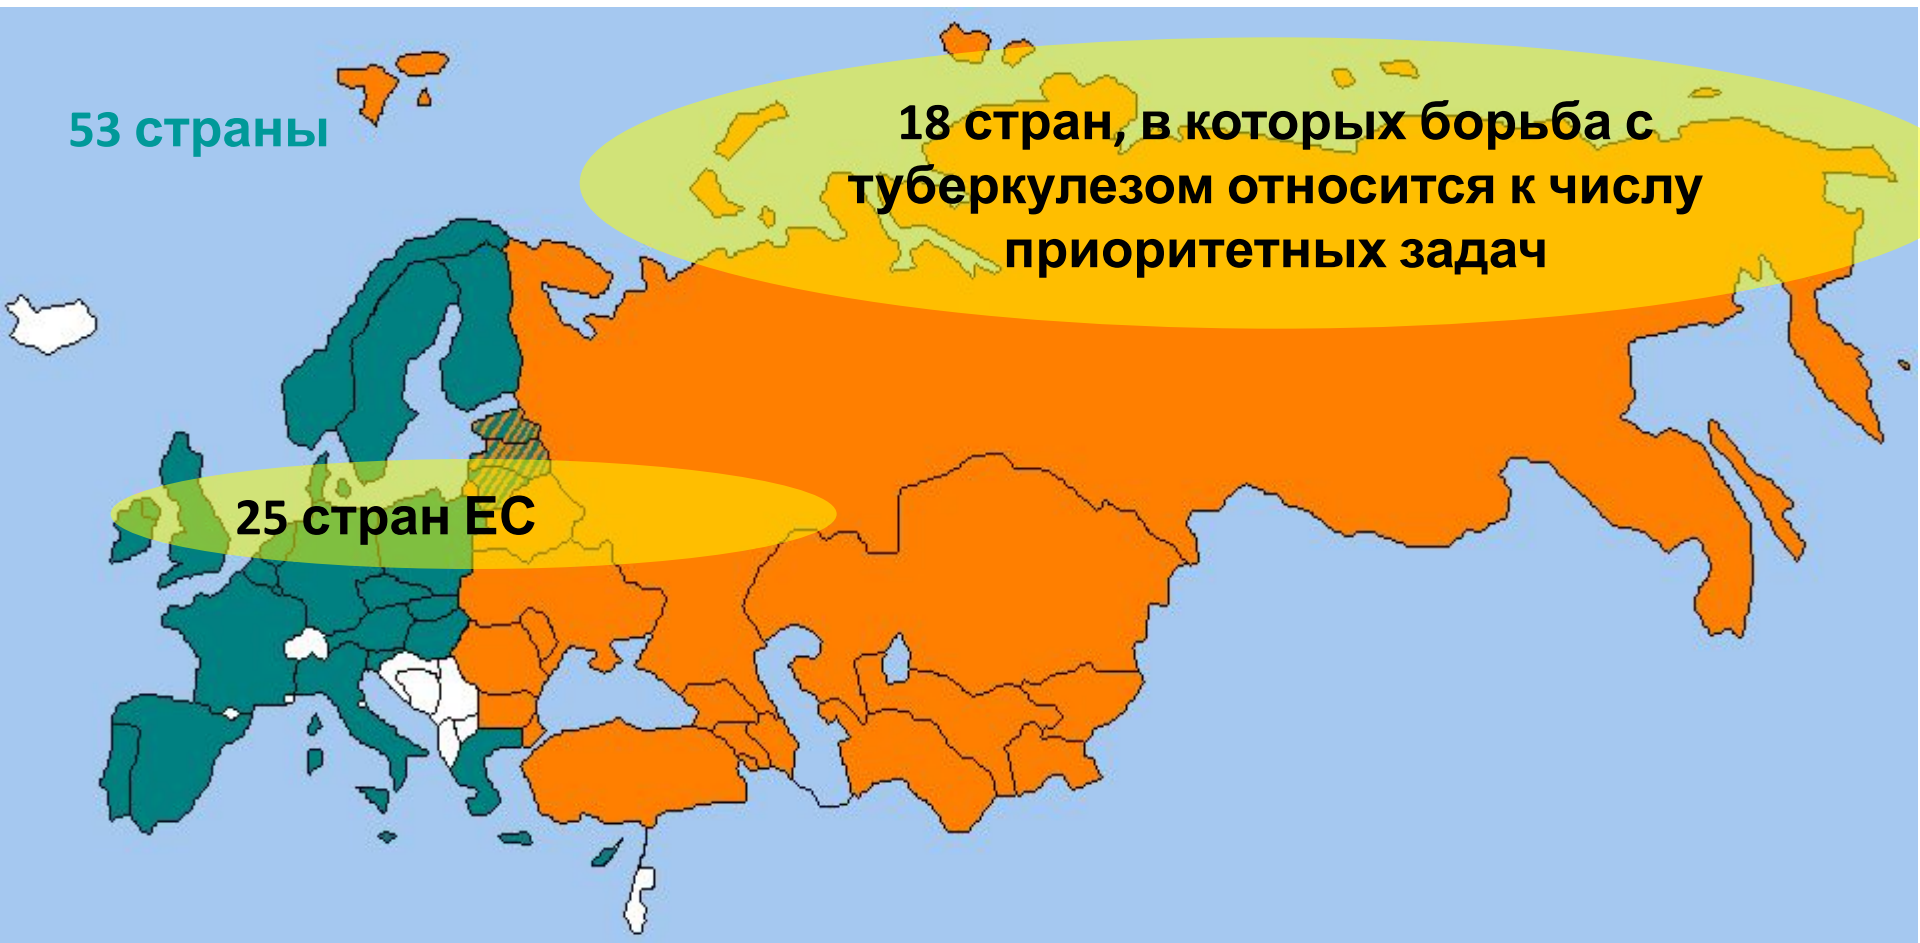 53 страны
18 стран, в которых борьба с
туберкулезом относится к числу
приоритетных задач
25 стран ЕС